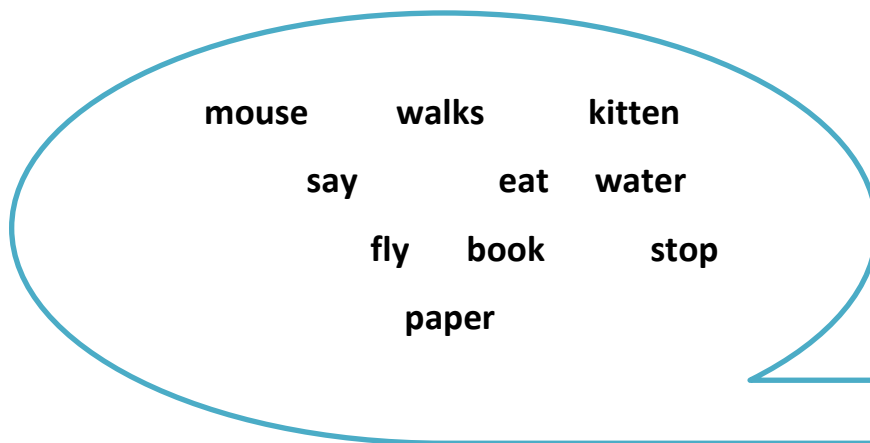 mouse walks kitten
say eat water
fly book stop
paper